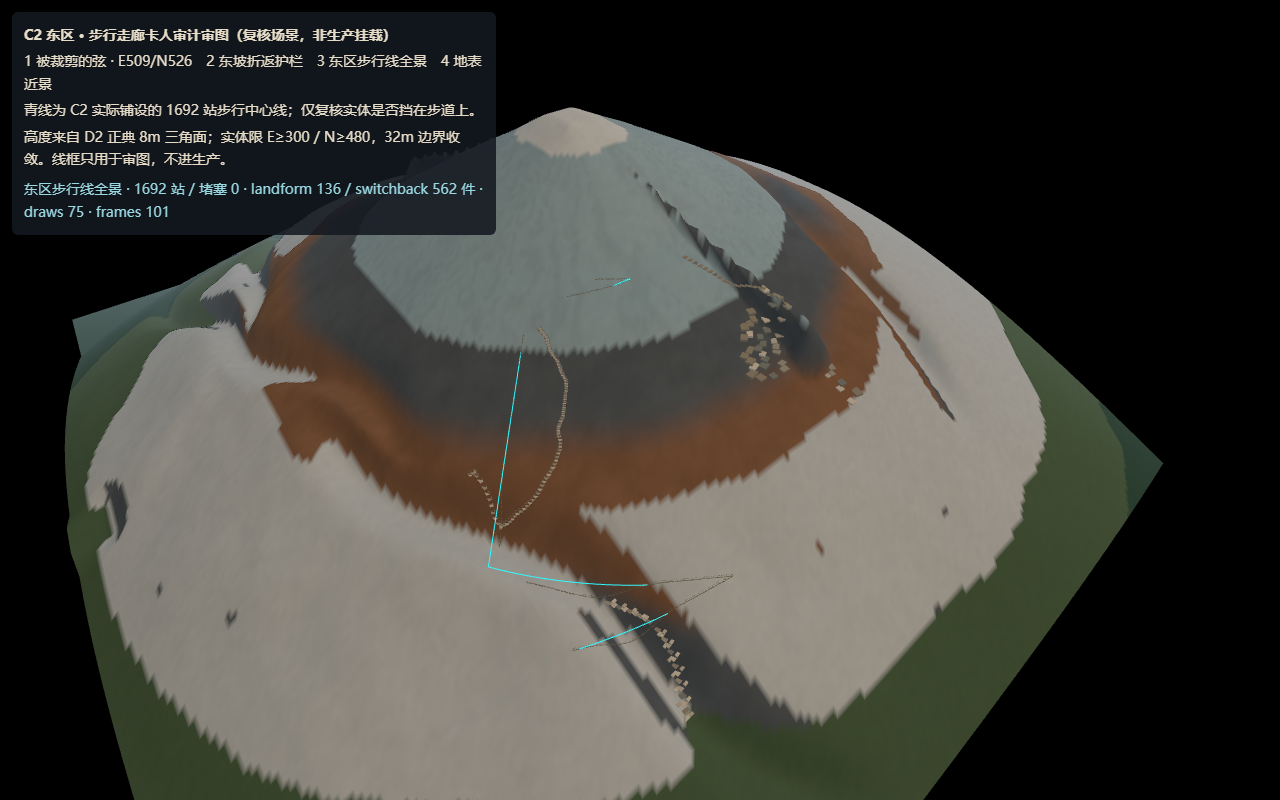 C2 东区 • 步行走廊卡人审计审图（复核场景，非生产挂载）
1 被裁剪的弦 · E509/N526 2 东坡折返护栏 3 东区步行线全景 4 地表
近景
青线为 C2 实际铺设的 1692 站步行中心线；仅复核实体是否挡在步道上。
高度来自 D2 正典 8m 三角面；实体限 E≥300 / N≥480，32m 边界收
敛。线框只用于审图，不进生产。
东区步行线全景 · 1692 站 / 堵塞 0 · landform 136 / switchback 562 件 ·
draws 75 · frames 101